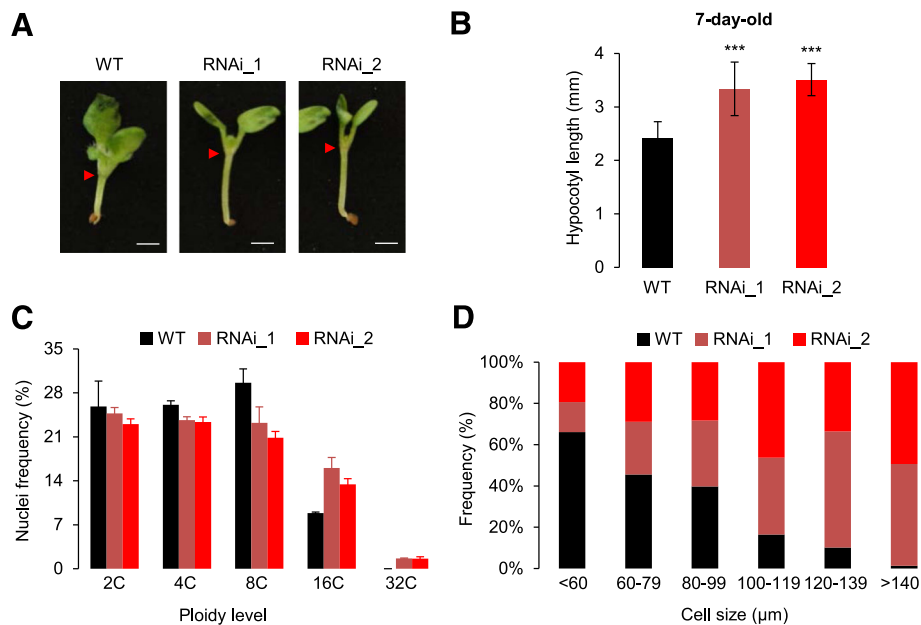 A
WT
RNAi_1
RNAi_2
B
7-day-old
Hypocotyl length (mm)
4
3
2
1
0
***
***
WT
RNAi_1
RNAi_2
C
WT
RNAi_1
RNAi_2
Nuclei frequency (%)
35
28
21
14
7
0
2C
4C
8C
16C
32C
Ploidy level
D
WT
RNAi_1
RNAi_2
Frequency (%)
100%
80%
60%
40%
20%
0%
<60
60-79
80-99
100-119
120-139
>140
Cell size (µm)